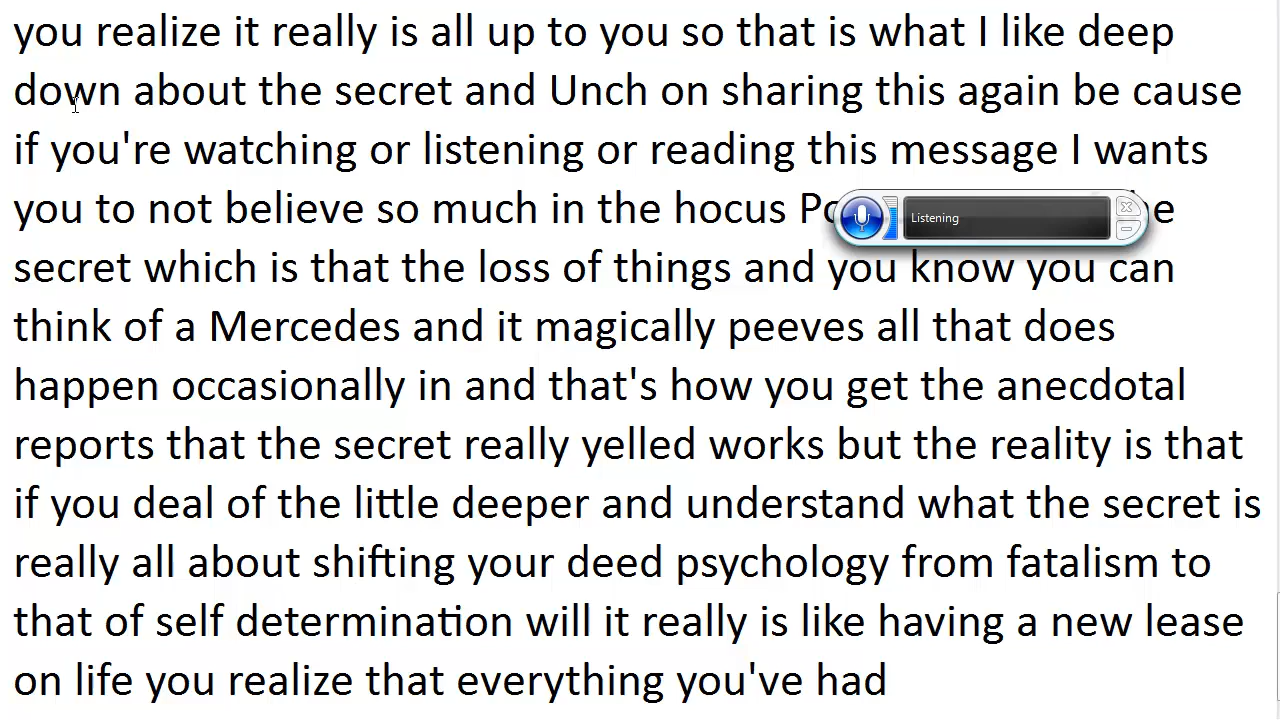 you realize it really is all up to you so that is what I like deep
down about the secret and Unch on sharing this again be cause
if you're watching or listening or reading this message I wants
you to not believe so much in the hocus
Listening
secret which is that the loss of things and you know you can
think of a Mercedes and it magically peeves all that does
happen occasionally in and that's how you get the anecdotal
reports that the secret really yelled works but the reality is that
if you deal of the little deeper and understand what the secret is
really all about shifting your deed psychology from fatalism to
that of self determination will it really is like having a new lease
on life you realize that everything you've had